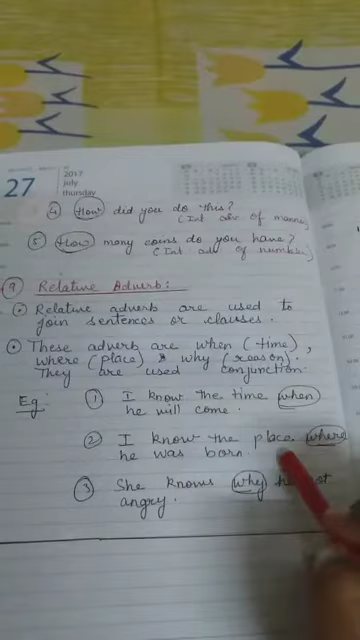 27
2017
july
thursday
④ How did you do this?
(Int adv. of manner)
⑤ How many coins do you have?
(Int adv of number)
⑨ Relative Adverb:-
Relative adverb are used to
join sentences or clauses.
These adverb are when (time),
where (place) & why (reason).
They are used conjunction.
Eg: ① I know the time when
he will come.
② I know the place where
he was born.
③ She knows why he
angry.